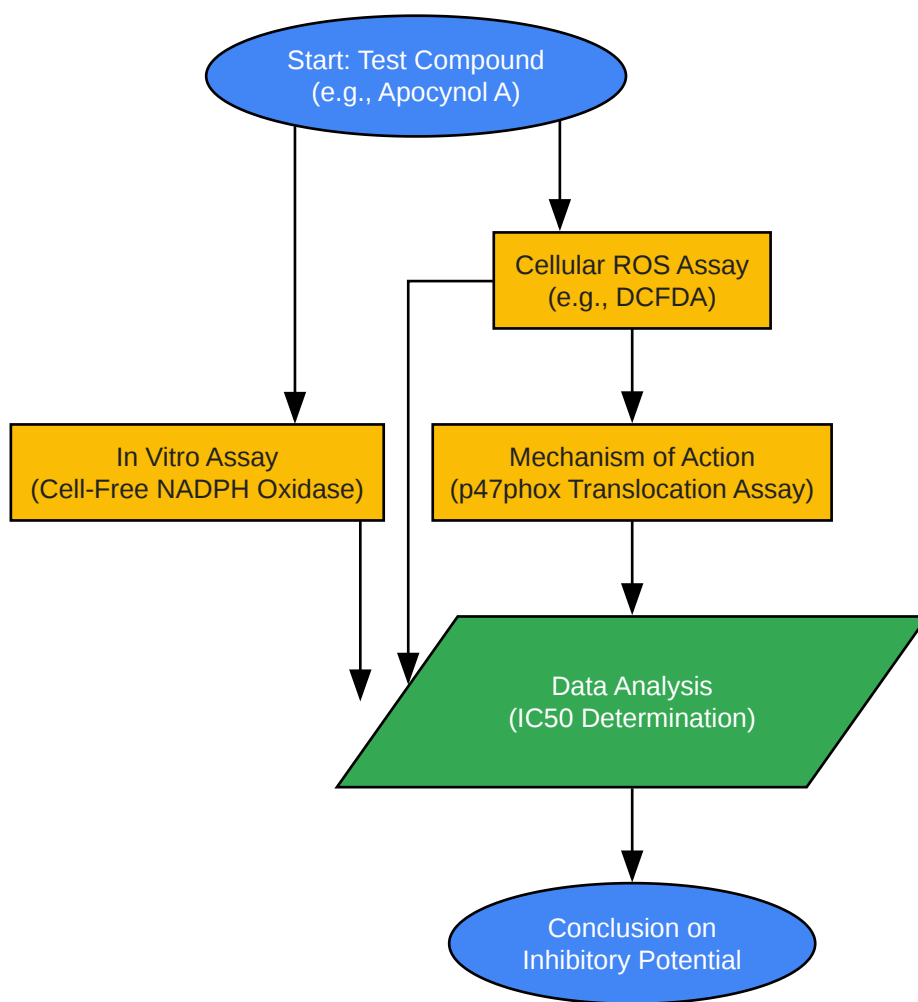 Start: Test Compound
(e.g., Apocynol A)
Cellular ROS Assay
(e.g., DCFDA)
In Vitro Assay
(Cell-Free NADPH Oxidase)
Mechanism of Action
(p47phox Translocation Assay)
Data Analysis
(IC50 Determination)
Conclusion on
Inhibitory Potential